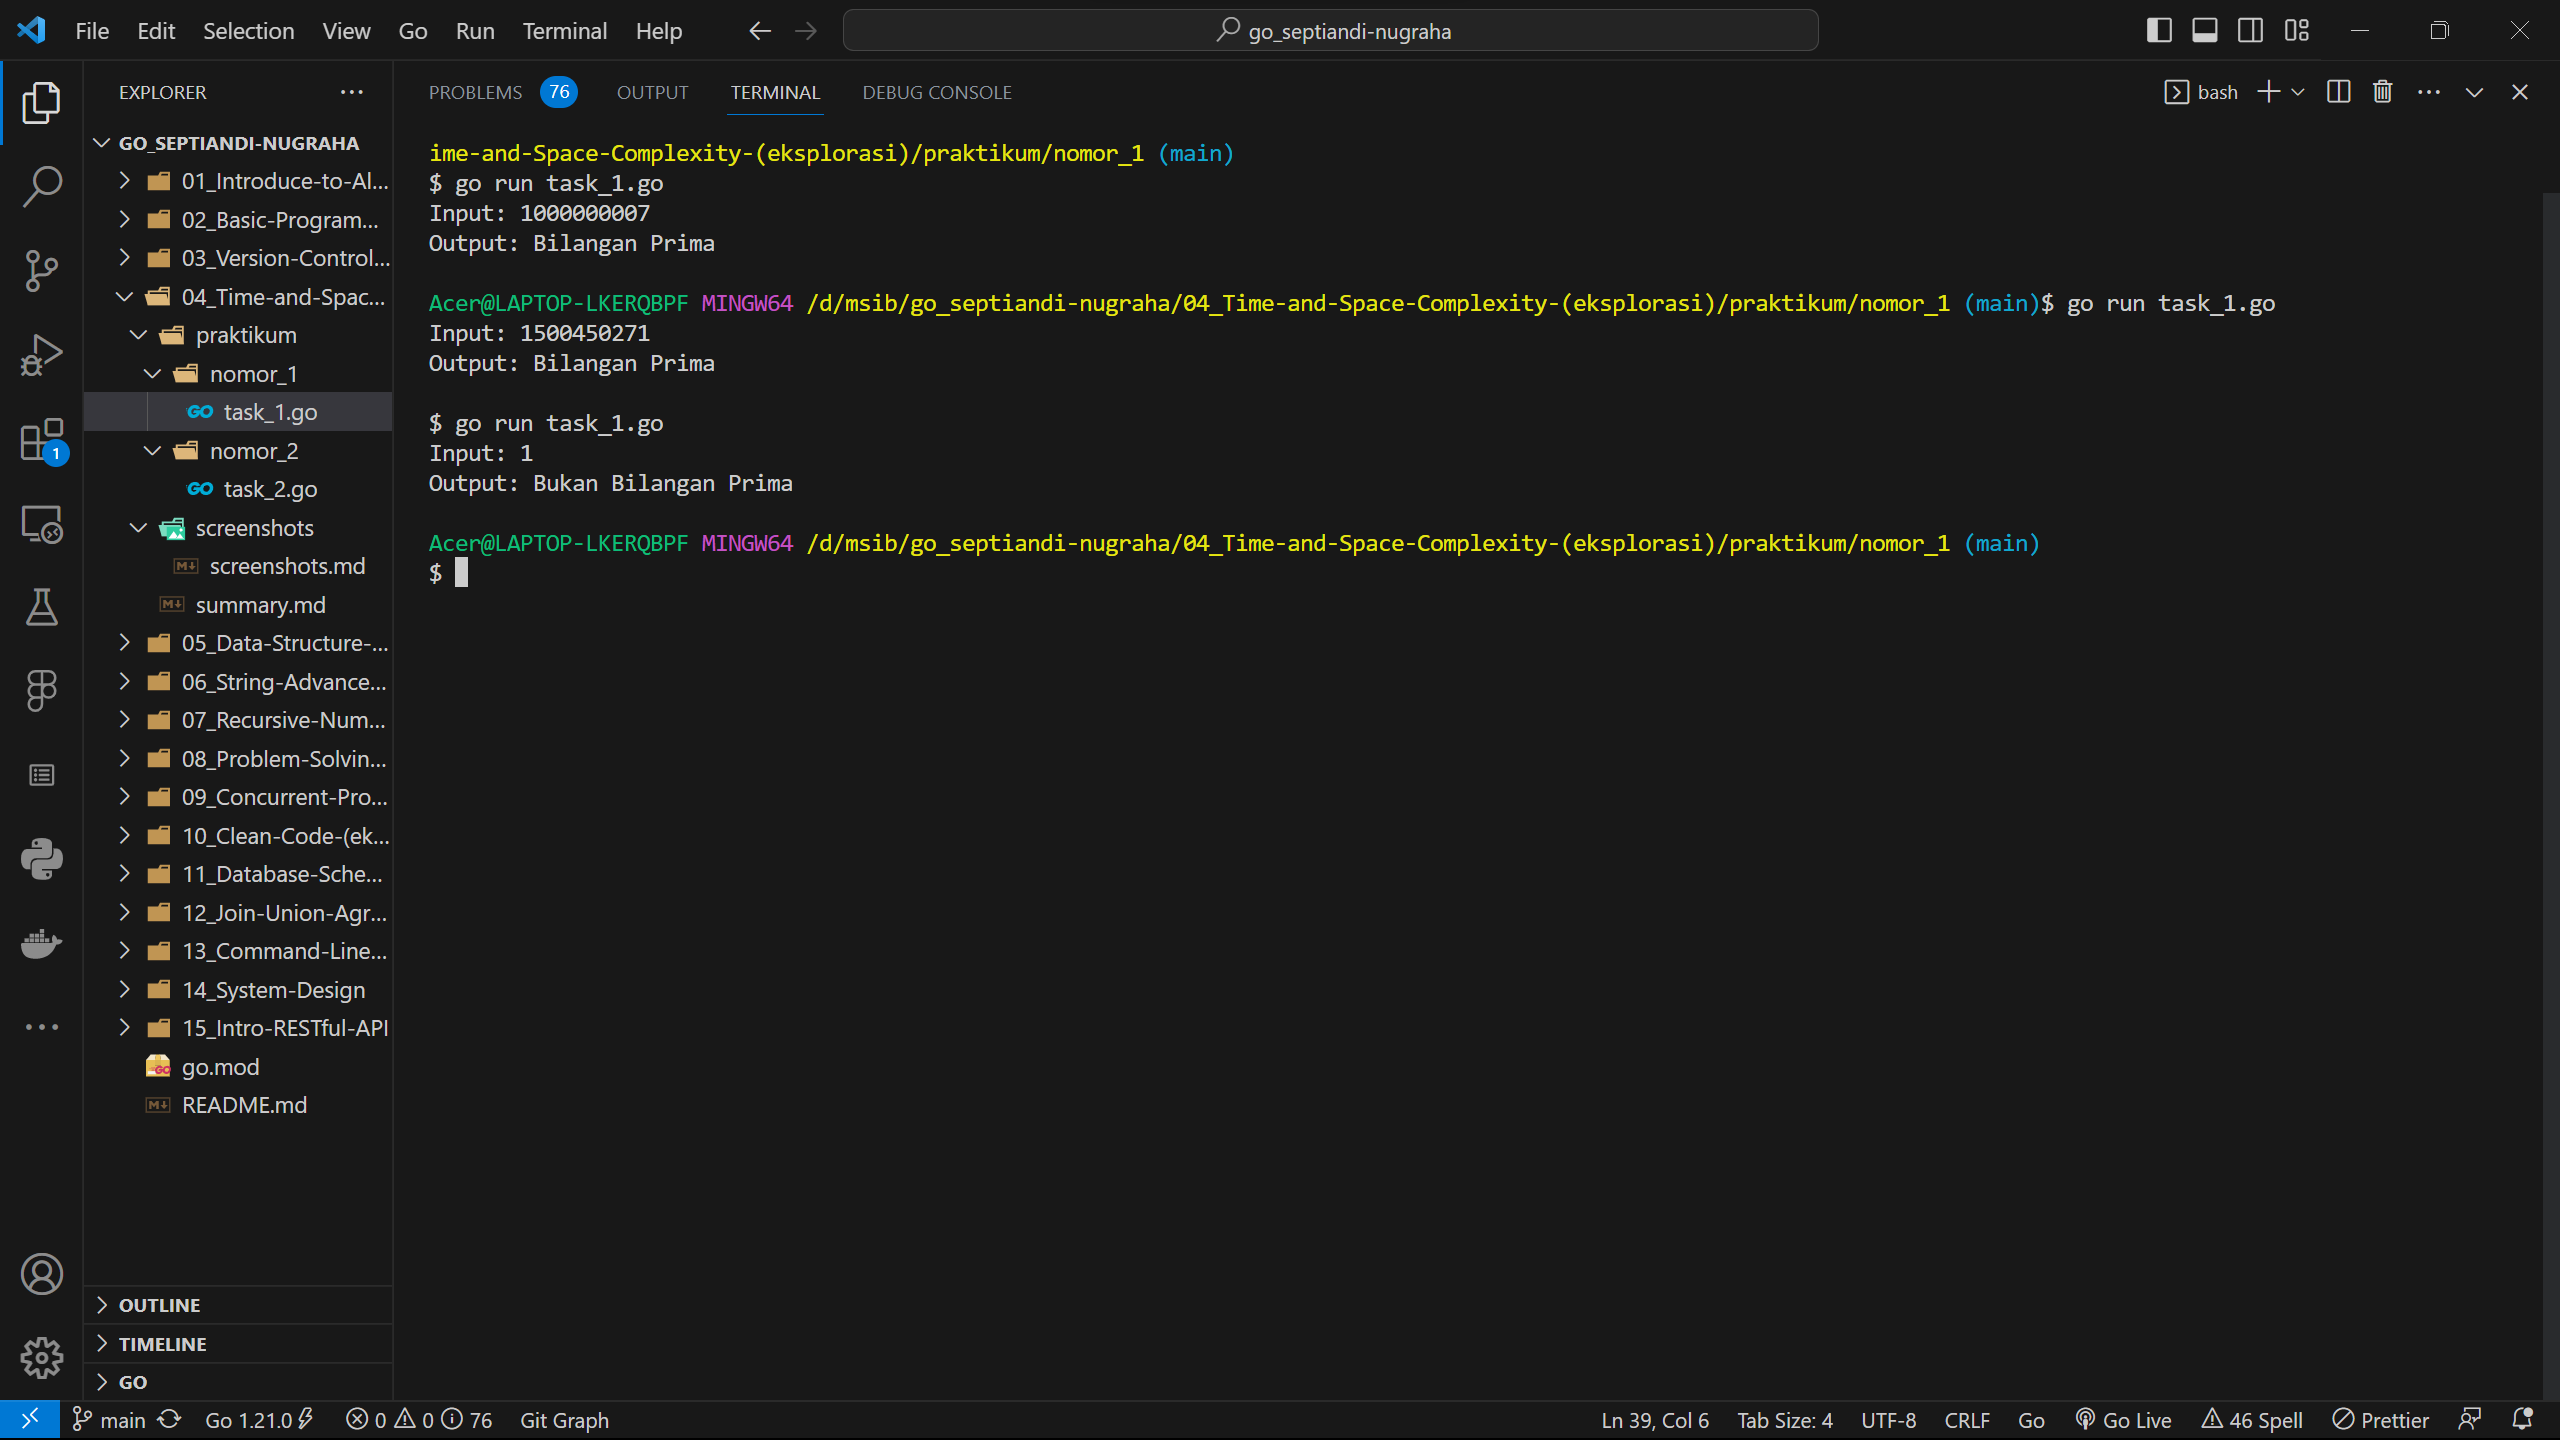 File Edit Selection View Go Run Terminal Help
go_septiandi-nugraha
EXPLORER
GO_SEPTIANDI-NUGRAHA
01_Introduce-to-Al...
02_Basic-Program...
03_Version-Control...
04_Time-and-Spac...
praktikum
nomor_1
GO task_1.go
nomor_2
GO task_2.go
screenshots
M screenshots.md
M summary.md
05_Data-Structure-...
06_String-Advance...
07_Recursive-Num...
08_Problem-Solvin...
09_Concurrent-Pro...
10_Clean-Code-(ek...
11_Database-Sche...
12_Join-Union-Agr...
13_Command-Line...
14_System-Design
15_Intro-RESTful-API
GO go.mod
M README.md
OUTLINE
TIMELINE
GO
1
PROBLEMS 76 OUTPUT TERMINAL DEBUG CONSOLE
bash
ime-and-Space-Complexity-(eksplorasi)/praktikum/nomor_1 (main)
$ go run task_1.go
Input: 1000000007
Output: Bilangan Prima
Acer@LAPTOP-LKERQBPF MINGW64 /d/msib/go_septiandi-nugraha/04_Time-and-Space-Complexity-(eksplorasi)/praktikum/nomor_1 (main)$ go run task_1.go
Input: 1500450271
Output: Bilangan Prima
$ go run task_1.go
Input: 1
Output: Bukan Bilangan Prima
Acer@LAPTOP-LKERQBPF MINGW64 /d/msib/go_septiandi-nugraha/04_Time-and-Space-Complexity-(eksplorasi)/praktikum/nomor_1 (main)
$
main Go 1.21.0 0 0 76 Git Graph
Ln 39, Col 6 Tab Size: 4 UTF-8 CRLF Go Go Live 46 Spell Prettier